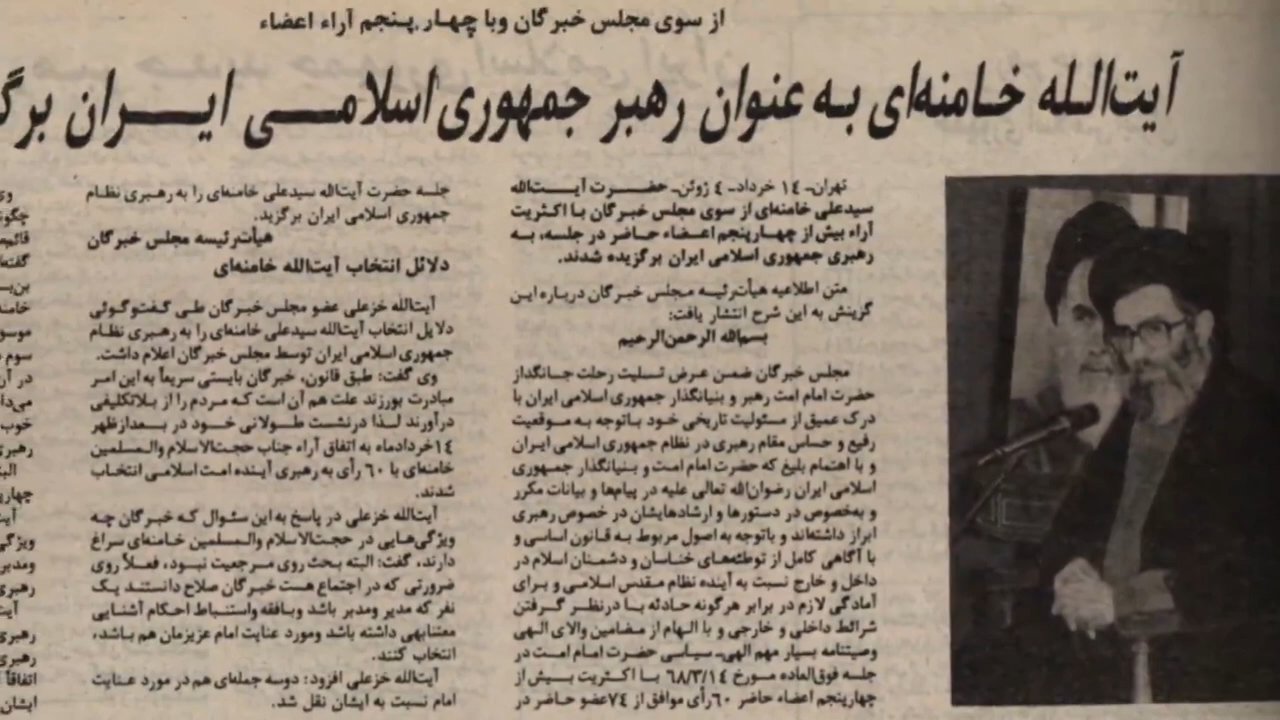 از سوی مجلس خبرگان وبا چهار پنجم آراء اعضاء
آیت‌الله خامنه‌ای به عنوان رهبر جمهوری اسلامی ایران
تهران- ۱۴ خرداد- ۴ ژوئن- حضرت آیت‌الله
سیدعلی خامنه‌ای از سوی مجلس خبرگان با اکثریت
آراء بیش از چهارپنجم اعضاء حاضر در جلسه، به
رهبری جمهوری اسلامی ایران برگزیده شدند.
متن اطلاعیه هیأت‌رئیه مجلس خبرگان درباره این
گزینش به این شرح انتشار یافت:
بسم‌الله الرحمن‌الرحیم
مجلس خبرگان ضمن عرض تسلیت رحلت جانگداز
حضرت امام امت رهبر و بنیانگذار جمهوری اسلامی ایران با
درک عمیق از مسئولیت تاریخی خود باتوجه به موقعیت
رفیع و حساس مقام رهبری در نظام جمهوری اسلامی ایران
و با اهتمام بلیغ که حضرت امام امت و بنیانگذار جمهوری
اسلامی ایران رضوان‌الله تعالی علیه در پیام‌ها و بیانات مکرر
و به‌خصوص در دستورها و ارشادهایشان در خصوص رهبری
ابراز داشته‌اند و باتوجه به اصول مربوط به قانون اساسی و
با آگاهی کامل از توطئه‌های خناسان و دشمنان اسلام در
داخل و خارج نسبت به آینده نظام مقدس اسلامی و برای
آمادگی لازم در برابر هرگونه حادثه با درنظر گرفتن
شرائط داخلی و خارجی و با الهام از مضامین والای الهی
وصیتنامه بسیار مهم الهی- سیاسی حضرت امام امت در
جلسه فوق‌العاده مورخ ۶۸/۳/۱۴ با اکثریت بیش از
چهارپنجم اعضاء حاضر ۶۰رأی موافق از ۷۴عضو حاضر در
جلسه حضرت آیت‌الله سیدعلی خامنه‌ای را به رهبری نظام
جمهوری اسلامی ایران برگزید.
هیأت‌رئیسه مجلس خبرگان
دلائل انتخاب آیت‌الله خامنه‌ای
آیت‌الله خزعلی عضو مجلس خبرگان طی گفتوگوئی
دلایل انتخاب آیت‌الله سیدعلی خامنه‌ای را به رهبری نظام
جمهوری اسلامی ایران توسط مجلس خبرگان اعلام داشت.
وی گفت: طبق قانون، خبرگان بایستی سریعاً به این امر
مبادرت بورزند علت هم آن است که مردم را از بلاتکلیفی
درآورند لذا درنشست طولانی خود در بعدازظهر
۱۴خردادماه به اتفاق آراء جناب حجت‌الاسلام والمسلمین
خامنه‌ای با ۶۰ رأی به رهبری آینده امت اسلامی انتخاب
شدند.
آیت‌الله خزعلی در پاسخ به این سئوال که خبرگان چه
ویژگی‌هایی در حجت‌الاسلام والمسلمین خامنه‌ای سراغ
دارند، گفت: البته بحث روی مرجعیت نبود، فعلاً روی
ضرورتی که در اجتماع هست خبرگان صلاح دانستند یک
نفر که مدیر ومدبر باشد وبافقه واستنباط احکام آشنایی
معتنابهی داشته باشد ومورد عنایت امام عزیزمان هم باشد،
انتخاب کنند.
آیت‌الله خزعلی افزود: دوسه جمله‌ای هم در مورد عنایت
امام نسبت به ایشان نقل شد.
وی